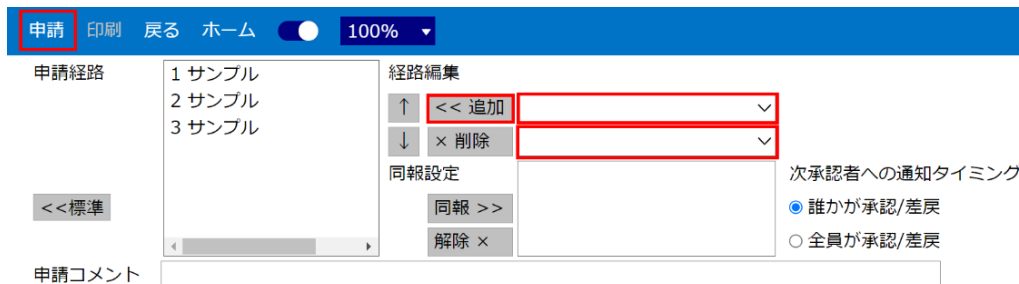 申請 印刷 戻る ホーム 100%
申請経路 1 サンプル 経路編集
2 サンプル ↑ << 追加
3 サンプル ↓ × 削除
同報設定 次承認者への通知タイミング
<<標準 同報 >> 誰かが承認/差戻
解除 × 全員が承認/差戻
申請コメント